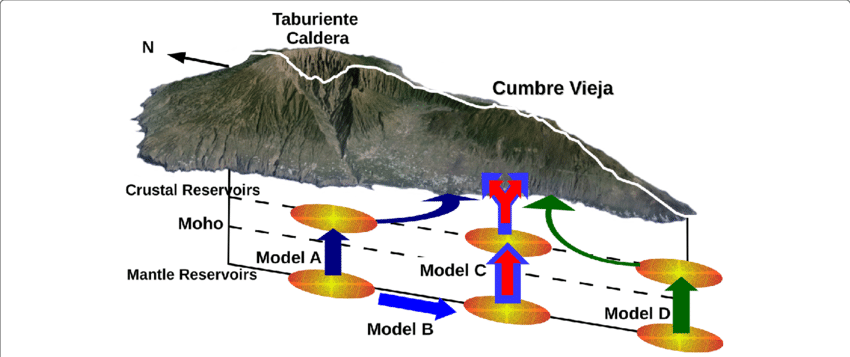 Taburiente
Caldera
N
Cumbre Vieja
Crustal Reservoirs
Moho
Model A
Mantle Reservoirs
Model C
Model B
Model D